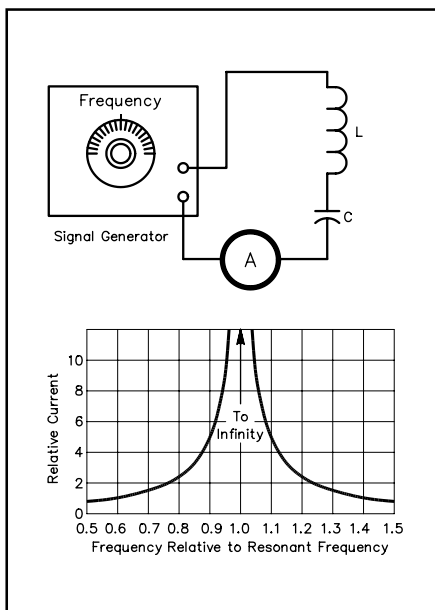 Frequency
L
C
Signal Generator
A
10
8
6
4
2
0
Relative Current
To
Infinity
0.5 0.6 0.7 0.8 0.9 1.0 1.1 1.2 1.3 1.4 1.5
Frequency Relative to Resonant Frequency